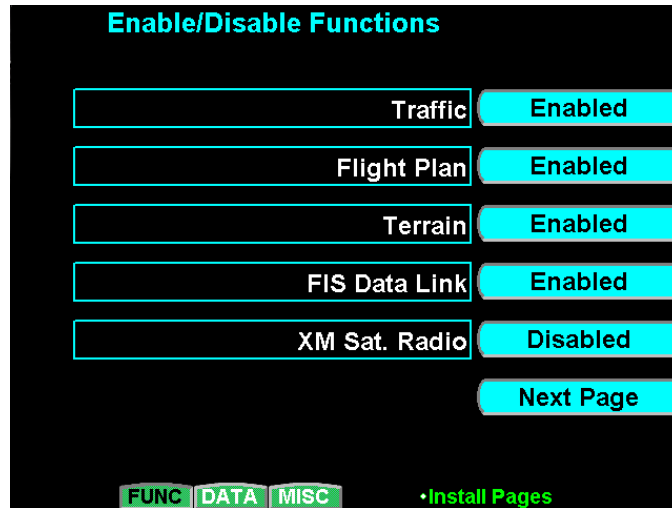 Enable/Disable Functions
Traffic Enabled
Flight Plan Enabled
Terrain Enabled
FIS Data Link Enabled
XM Sat. Radio Disabled
Next Page
FUNC DATA MISC •Install Pages